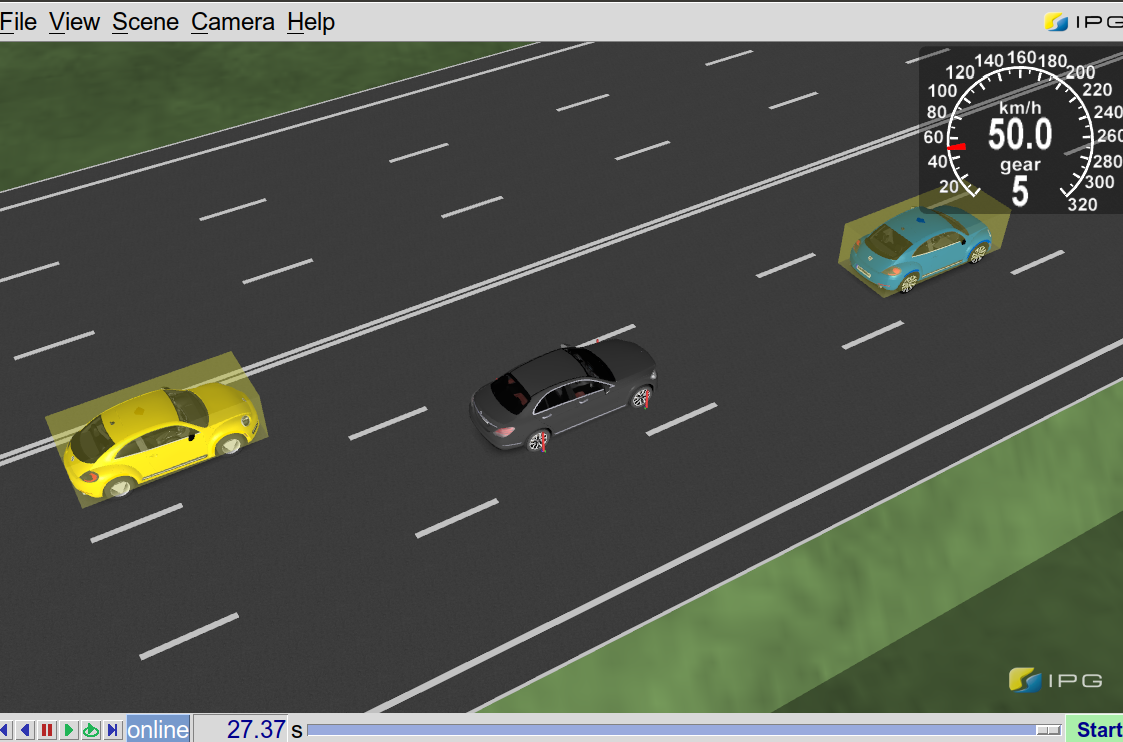 File View Scene Camera Help
IPG
140 160 180
120 200
100 220
80 km/h 240
60 50.0 260
40 gear 280
20 5 300
320
IPG
online 27.37 s Start